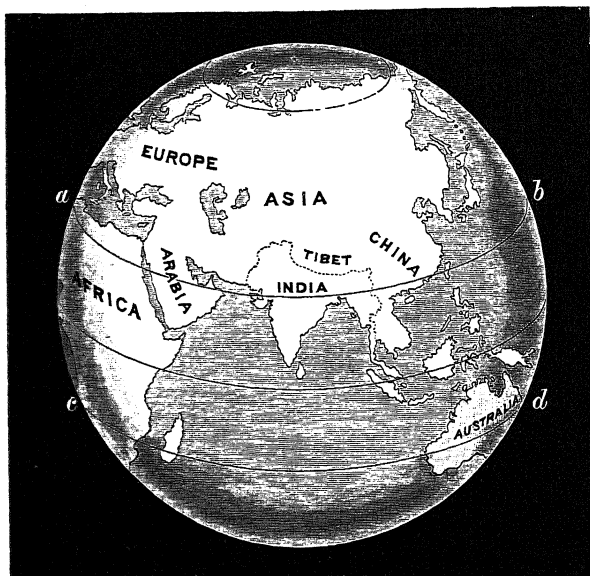 EUROPE
a
ASIA
b
TIBET
CHINA
INDIA
ARABIA
AFRICA
c
d
AUSTRALIA